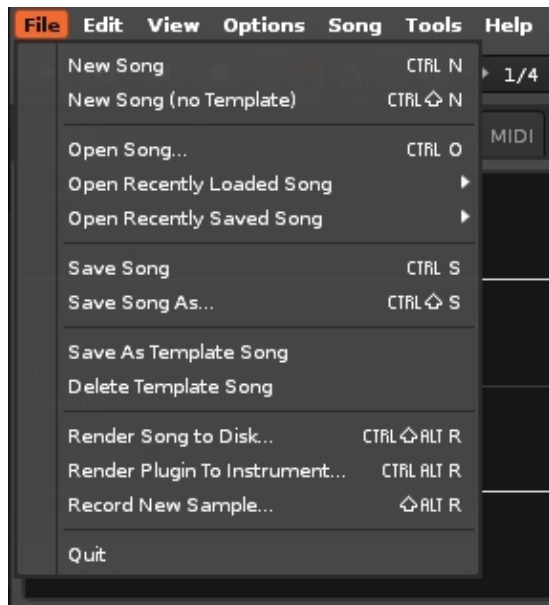 File Edit View Options Song Tools Help
New Song CTRL N
1/4
New Song (no Template) CTRL⇧ N
Open Song... CTRL O
MIDI
Open Recently Loaded Song
Open Recently Saved Song
Save Song CTRL S
Save Song As... CTRL⇧ S
Save As Template Song
Delete Template Song
Render Song to Disk... CTRL⇧ALT R
Render Plugin To Instrument... CTRL ALT R
Record New Sample... ⇧ALT R
Quit